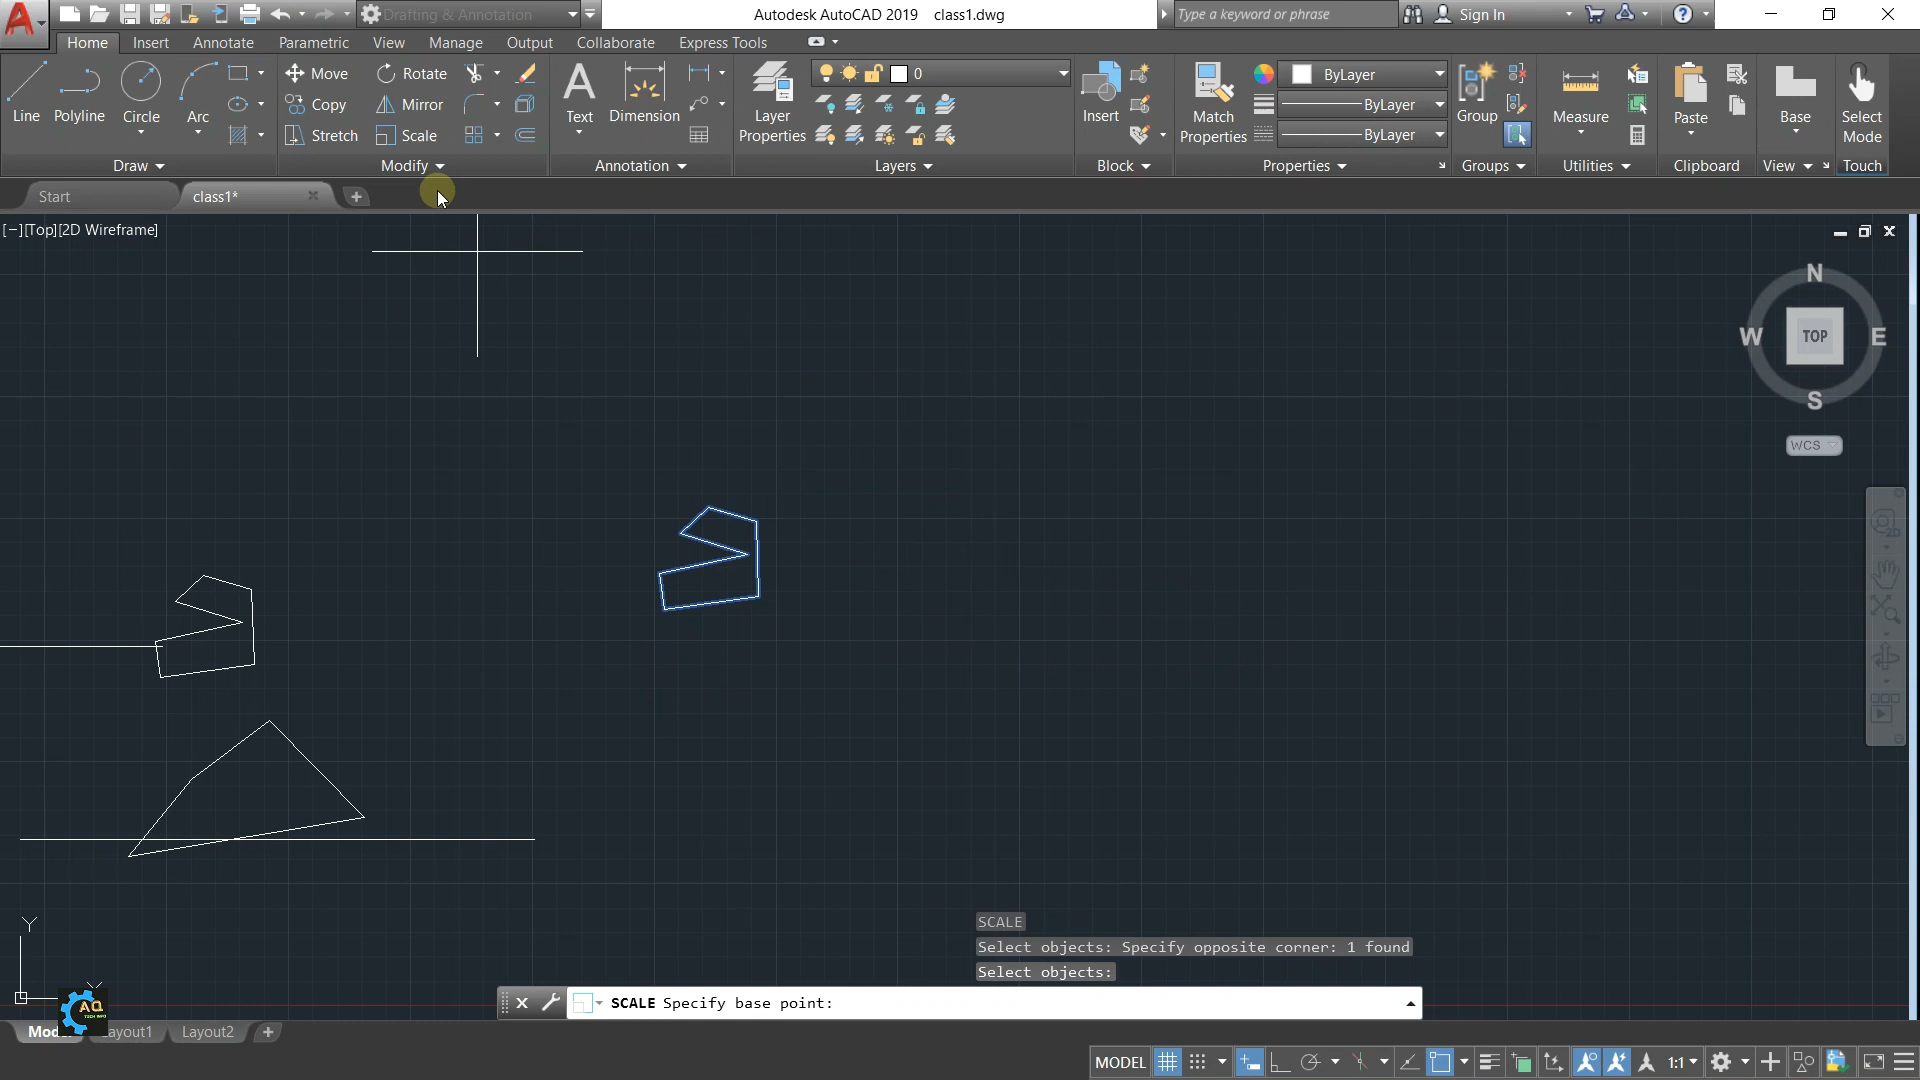 Drafting & Annotation
Autodesk AutoCAD 2019 class1.dwg
Type a keyword or phrase
Sign In
Home Insert Annotate Parametric View Manage Output Collaborate Express Tools
Line Polyline Circle Arc
Draw
Move Rotate
Copy Mirror
Stretch Scale
Modify
Text Dimension
Annotation
Layer Properties
0
Layers
Insert
Block
Match Properties
ByLayer
ByLayer
ByLayer
Properties
Group
Groups
Measure
Utilities
Paste
Clipboard
Base
View
Select Mode
Touch
Start
class1*
[−][Top][2D Wireframe]
N
W TOP E
S
WCS
Y
AQ
TECH INFO
SCALE
Select objects: Specify opposite corner: 1 found
Select objects:
SCALE Specify base point:
Layout2
MODEL
1:1